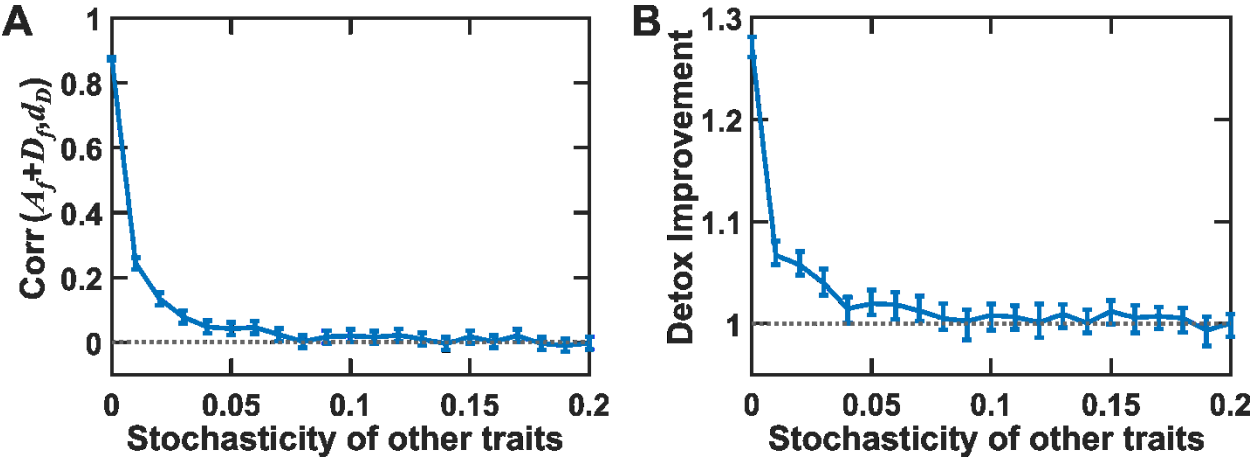 A
Corr (A_f+D_f,d_D)
1
0.8
0.6
0.4
0.2
0
0 0.05 0.1 0.15 0.2
Stochasticity of other traits
B
Detox Improvement
1.3
1.2
1.1
1
0 0.05 0.1 0.15 0.2
Stochasticity of other traits